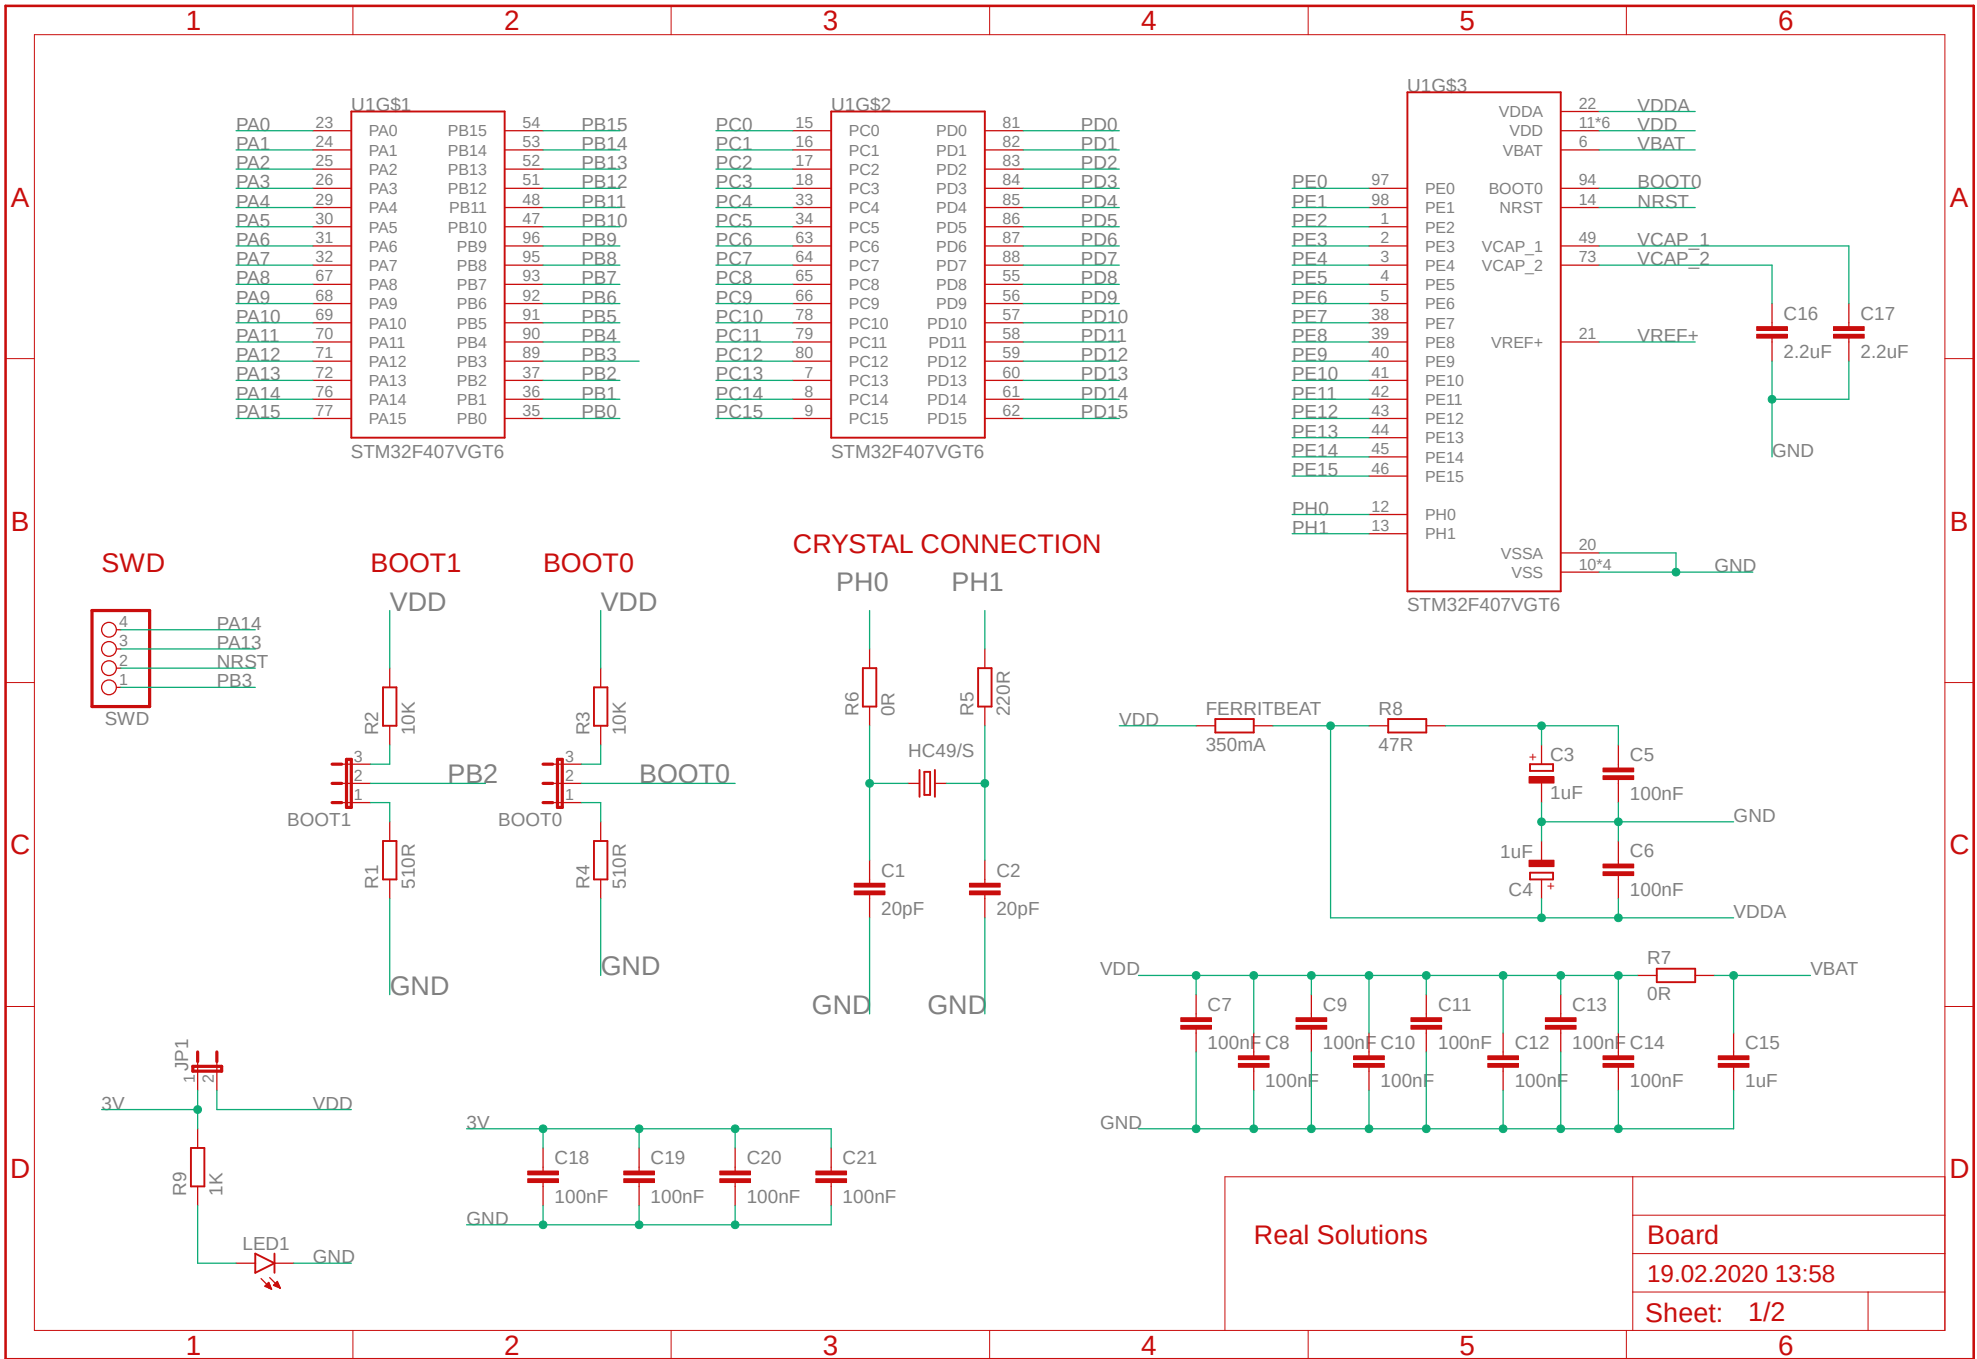 1 2 3 4 5 6
A A
B B
C C
D D
U1G$1
PA0 23 PA0 PB15 54 PB15
PA1 24 PA1 PB14 53 PB14
PA2 25 PA2 PB13 52 PB13
PA3 26 PA3 PB12 51 PB12
PA4 29 PA4 PB11 48 PB11
PA5 30 PA5 PB10 47 PB10
PA6 31 PA6 PB9 96 PB9
PA7 32 PA7 PB8 95 PB8
PA8 67 PA8 PB7 93 PB7
PA9 68 PA9 PB6 92 PB6
PA10 69 PA10 PB5 91 PB5
PA11 70 PA11 PB4 90 PB4
PA12 71 PA12 PB3 89 PB3
PA13 72 PA13 PB2 37 PB2
PA14 76 PA14 PB1 36 PB1
PA15 77 PA15 PB0 35 PB0
STM32F407VGT6
U1G$2
PC0 15 PC0 PD0 81 PD0
PC1 16 PC1 PD1 82 PD1
PC2 17 PC2 PD2 83 PD2
PC3 18 PC3 PD3 84 PD3
PC4 33 PC4 PD4 85 PD4
PC5 34 PC5 PD5 86 PD5
PC6 63 PC6 PD6 87 PD6
PC7 64 PC7 PD7 88 PD7
PC8 65 PC8 PD8 55 PD8
PC9 66 PC9 PD9 56 PD9
PC10 78 PC10 PD10 57 PD10
PC11 79 PC11 PD11 58 PD11
PC12 80 PC12 PD12 59 PD12
PC13 7 PC13 PD13 60 PD13
PC14 8 PC14 PD14 61 PD14
PC15 9 PC15 PD15 62 PD15
STM32F407VGT6
U1G$3
VDDA 22 VDDA
VDD 11*6 VDD
VBAT 6 VBAT
PE0 97 PE0 BOOT0 94 BOOT0
PE1 98 PE1 NRST 14 NRST
PE2 1 PE2
PE3 2 PE3 VCAP_1 49 VCAP_1
PE4 3 PE4 VCAP_2 73 VCAP_2
PE5 4 PE5
PE6 5 PE6
PE7 38 PE7
PE8 39 PE8 VREF+ 21 VREF+
PE9 40 PE9
PE10 41 PE10
PE11 42 PE11
PE12 43 PE12
PE13 44 PE13
PE14 45 PE14
PE15 46 PE15
PH0 12 PH0
PH1 13 PH1
VSSA 20
VSS 10*4 GND
STM32F407VGT6
C16 C17
2.2uF 2.2uF
GND
SWD
4 PA14
3 PA13
2 NRST
1 PB3
SWD
BOOT1
VDD
R2 10K
3
2 PB2
1
BOOT1
R1 510R
GND
BOOT0
VDD
R3 10K
3
2 BOOT0
1
BOOT0
R4 510R
GND
CRYSTAL CONNECTION
PH0 PH1
R6 0R R5 220R
HC49/S
C1 C2
20pF 20pF
GND GND
VDD FERRITBEAT R8
350mA 47R
+ C3 C5
1uF 100nF
GND
1uF C6
C4 + 100nF
VDDA
VDD R7 VBAT
0R
C7 C9 C11 C13
100nF C8 100nF C10 100nF C12 100nF C14 C15
100nF 100nF 100nF 100nF 1uF
GND
JP1
1 2
3V VDD
R9 1K
LED1 GND
3V
C18 C19 C20 C21
100nF 100nF 100nF 100nF
GND
Real Solutions
Board
19.02.2020 13:58
Sheet: 1/2
1 2 3 4 5 6